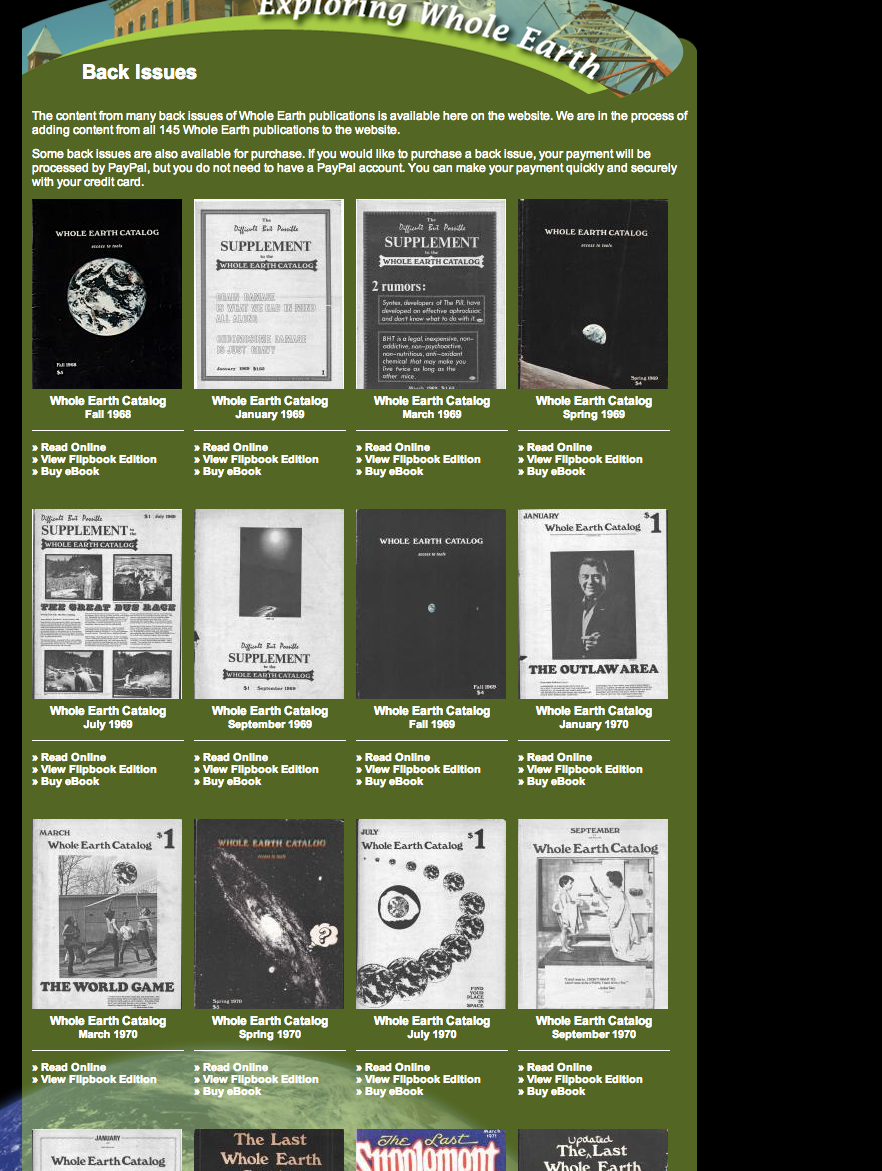 Exploring Whole Earth
Back Issues
The content from many back issues of Whole Earth publications is available here on the website. We are in the process of
adding content from all 145 Whole Earth publications to the website.
Some back issues are also available for purchase. If you would like to purchase a back issue, your payment will be
processed by PayPal, but you do not need to have a PayPal account. You can make your payment quickly and securely
with your credit card.
WHOLE EARTH CATALOG
access to tools
Fall 1968
$5
The
Difficult But Possible
SUPPLEMENT
to the
WHOLE EARTH CATALOG
BRAIN DAMAGE
IS WHAT WE HAD IN MIND
ALL ALONG
CHROMOSOME DAMAGE
IS JUST GRAVY
January 1969 $1.00
1
The
Difficult But Possible
SUPPLEMENT
to the
WHOLE EARTH CATALOG
2 rumors:
Syntex, developers of The Pill, have
developed an effective aphrodisiac
and don't know what to do with it.
BHT is a legal, inexpensive, non-
addictive, non-psychoactive,
non-nutritious, anti-oxidant
chemical that may make you
live twice as long as the
other mice.
March 1969 $1.00
WHOLE EARTH CATALOG
access to tools
Spring 1969
$4
Whole Earth Catalog
Fall 1968
» Read Online
» View Flipbook Edition
» Buy eBook
Whole Earth Catalog
January 1969
» Read Online
» View Flipbook Edition
» Buy eBook
Whole Earth Catalog
March 1969
» Read Online
» View Flipbook Edition
» Buy eBook
Whole Earth Catalog
Spring 1969
» Read Online
» View Flipbook Edition
» Buy eBook
Difficult But Possible
$1 July 1969
SUPPLEMENT to the
WHOLE EARTH CATALOG
THE GREAT BUS RACE
Difficult But Possible
SUPPLEMENT
to the
WHOLE EARTH CATALOG
$1 September 1969
WHOLE EARTH CATALOG
access to tools
Fall 1969
$4
JANUARY
$1
Whole Earth Catalog
THE OUTLAW AREA
Whole Earth Catalog
July 1969
» Read Online
» View Flipbook Edition
» Buy eBook
Whole Earth Catalog
September 1969
» Read Online
» View Flipbook Edition
» Buy eBook
Whole Earth Catalog
Fall 1969
» Read Online
» View Flipbook Edition
» Buy eBook
Whole Earth Catalog
January 1970
» Read Online
» View Flipbook Edition
» Buy eBook
MARCH
$1
Whole Earth Catalog
THE WORLD GAME
WHOLE EARTH CATALOG
access to tools
?
Spring 1970
JULY
$1
Whole Earth Catalog
FIND
YOUR
PLACE
IN
SPACE
SEPTEMBER
Whole Earth Catalog
Whole Earth Catalog
March 1970
» Read Online
» View Flipbook Edition
Whole Earth Catalog
Spring 1970
» Read Online
» View Flipbook Edition
» Buy eBook
Whole Earth Catalog
July 1970
» Read Online
» View Flipbook Edition
» Buy eBook
Whole Earth Catalog
September 1970
» Read Online
» View Flipbook Edition
» Buy eBook
JANUARY
Whole Earth Catalog
The Last
Whole Earth
March
1971
The Last
Supplement
Updated
The Last
Whole Earth